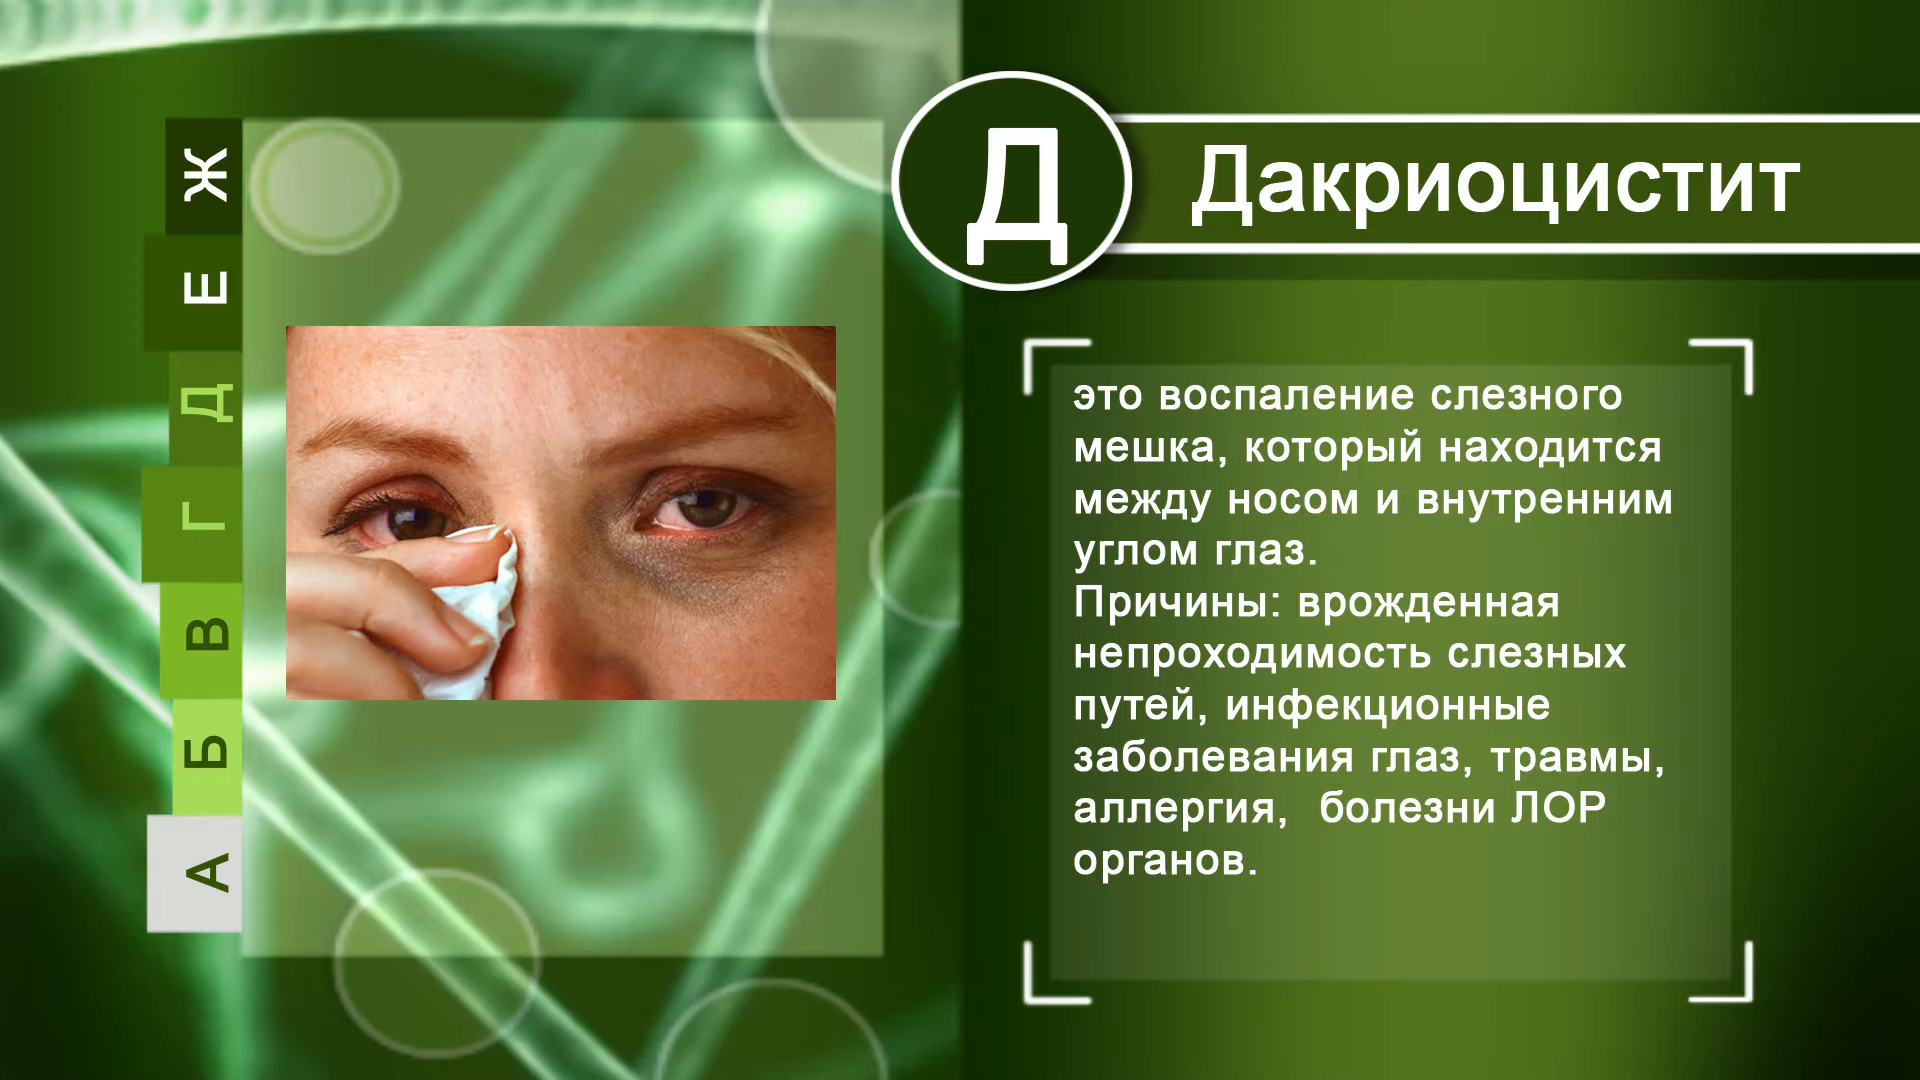 Ж
Е
Д
Г
В
Б
А
Д
Дакриоцистит
это воспаление слезного
мешка, который находится
между носом и внутренним
углом глаз.
Причины: врожденная
непроходимость слезных
путей, инфекционные
заболевания глаз, травмы,
аллергия,  болезни ЛОР
органов.